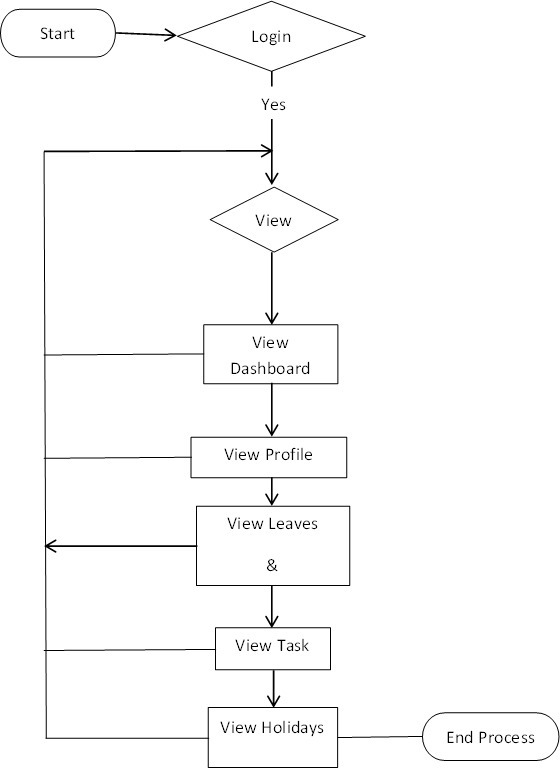 Start
Login
Yes
View
View
Dashboard
View Profile
View Leaves
&
View Task
View Holidays
End Process